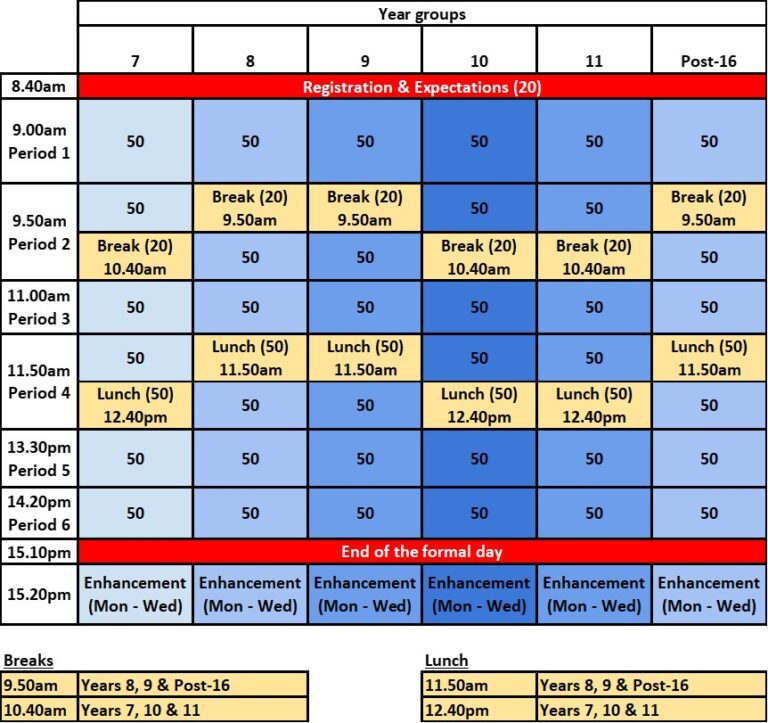 Year groups
7 8 9 10 11 Post-16
8.40am Registration & Expectations (20)
9.00am
Period 1 50 50 50 50 50 50
9.50am
Period 2
50 Break (20) Break (20) 50 50 Break (20)
9.50am 9.50am 9.50am
Break (20) 50 50 Break (20) Break (20) 50
10.40am 10.40am 10.40am
11.00am
Period 3 50 50 50 50 50 50
11.50am
Period 4
50 Lunch (50) Lunch (50) 50 50 Lunch (50)
11.50am 11.50am 11.50am
Lunch (50) 50 50 Lunch (50) Lunch (50) 50
12.40pm 12.40pm 12.40pm
13.30pm
Period 5 50 50 50 50 50 50
14.20pm
Period 6 50 50 50 50 50 50
15.10pm End of the formal day
15.20pm
Enhancement Enhancement Enhancement Enhancement Enhancement Enhancement
(Mon - Wed) (Mon - Wed) (Mon - Wed) (Mon - Wed) (Mon - Wed) (Mon - Wed)
Breaks
9.50am Years 8, 9 & Post-16
10.40am Years 7, 10 & 11
Lunch
11.50am Years 8, 9 & Post-16
12.40pm Years 7, 10 & 11